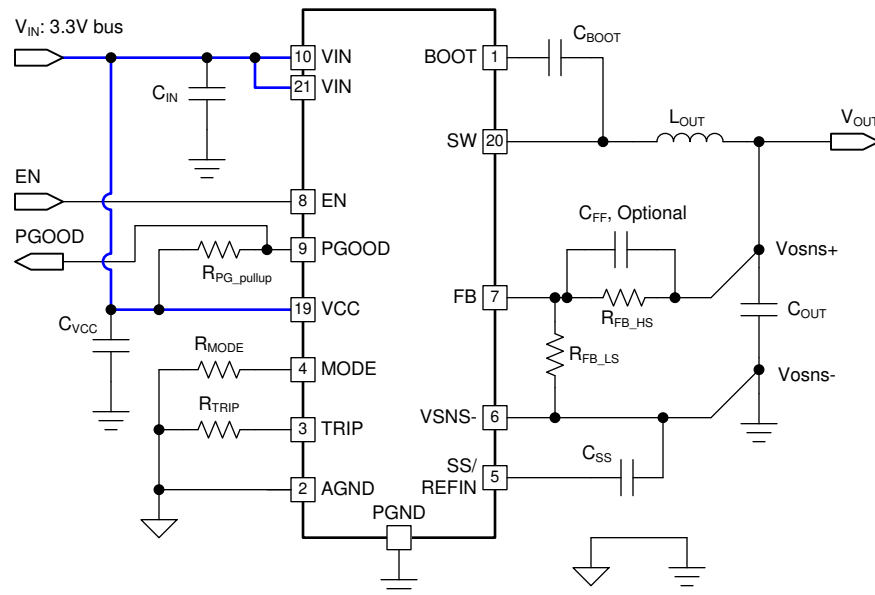 V_IN: 3.3V bus
C_IN
10 VIN
21 VIN
EN
8 EN
PGOOD
9 PGOOD
R_PG_pullup
19 VCC
C_VCC
R_MODE
4 MODE
R_TRIP
3 TRIP
2 AGND
PGND
BOOT 1
C_BOOT
SW 20
L_OUT
V_OUT
C_FF, Optional
Vosns+
FB 7
R_FB_HS
C_OUT
R_FB_LS
Vosns-
VSNS- 6
C_SS
SS/
REFIN 5